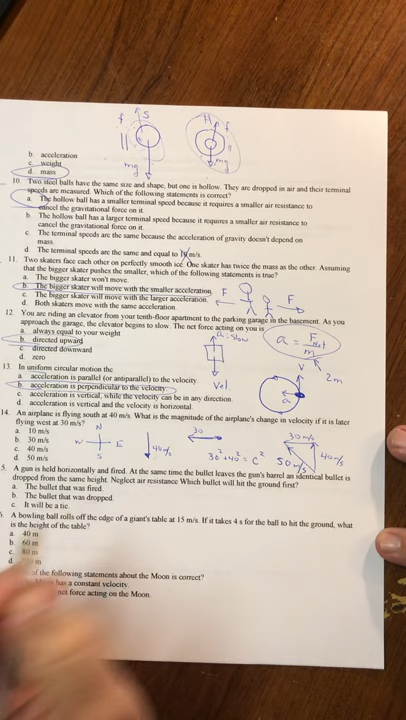 f S
f
mg
mg
b. acceleration
c. weight
d. mass
10. Two steel balls have the same size and shape, but one is hollow. They are dropped in air and their terminal
speeds are measured. Which of the following statements is correct?
a. The hollow ball has a smaller terminal speed because it requires a smaller air resistance to
cancel the gravitational force on it.
b. The hollow ball has a larger terminal speed because it requires a smaller air resistance to
cancel the gravitational force on it.
c. The terminal speeds are the same because the acceleration of gravity doesn't depend on
mass.
d. The terminal speeds are the same and equal to m/s.
11. Two skaters face each other on perfectly smooth ice. One skater has twice the mass as the other. Assuming
that the bigger skater pushes the smaller, which of the following statements is true?
a. The bigger skater won't move.
b. The bigger skater will move with the smaller acceleration. F
c. The bigger skater will move with the larger acceleration. F
d. Both skaters move with the same acceleration.
12. You are riding an elevator from your tenth-floor apartment to the parking garage in the basement. As you
approach the garage, the elevator begins to slow. The net force acting on you is
a. always equal to your weight a: slow
b. directed upward a = Fnet/m
c. directed downward
d. zero
13. In uniform circular motion the V
a. acceleration is parallel (or antiparallel) to the velocity. 2m
b. acceleration is perpendicular to the velocity. Vel
c. acceleration is vertical, while the velocity can be in any direction. a
d. acceleration is vertical and the velocity is horizontal.
14. An airplane is flying south at 40 m/s. What is the magnitude of the airplane's change in velocity if it is later
flying west at 30 m/s?
a. 10 m/s N
b. 30 m/s W E 30 30 m/s
c. 40 m/s S 40 m/s 40 m/s
d. 50 m/s 30² + 40² = C² 50 m/s
5. A gun is held horizontally and fired. At the same time the bullet leaves the gun's barrel an identical bullet is
dropped from the same height. Neglect air resistance Which bullet will hit the ground first?
a. The bullet that was fired.
b. The bullet that was dropped.
c. It will be a tie.
A bowling ball rolls off the edge of a giant's table at 15 m/s. If it takes 4 s for the ball to hit the ground, what
is the height of the table?
a. 40 m
b. 60 m
c. 80 m
d. m
of the following statements about the Moon is correct?
has a constant velocity.
net force acting on the Moon.